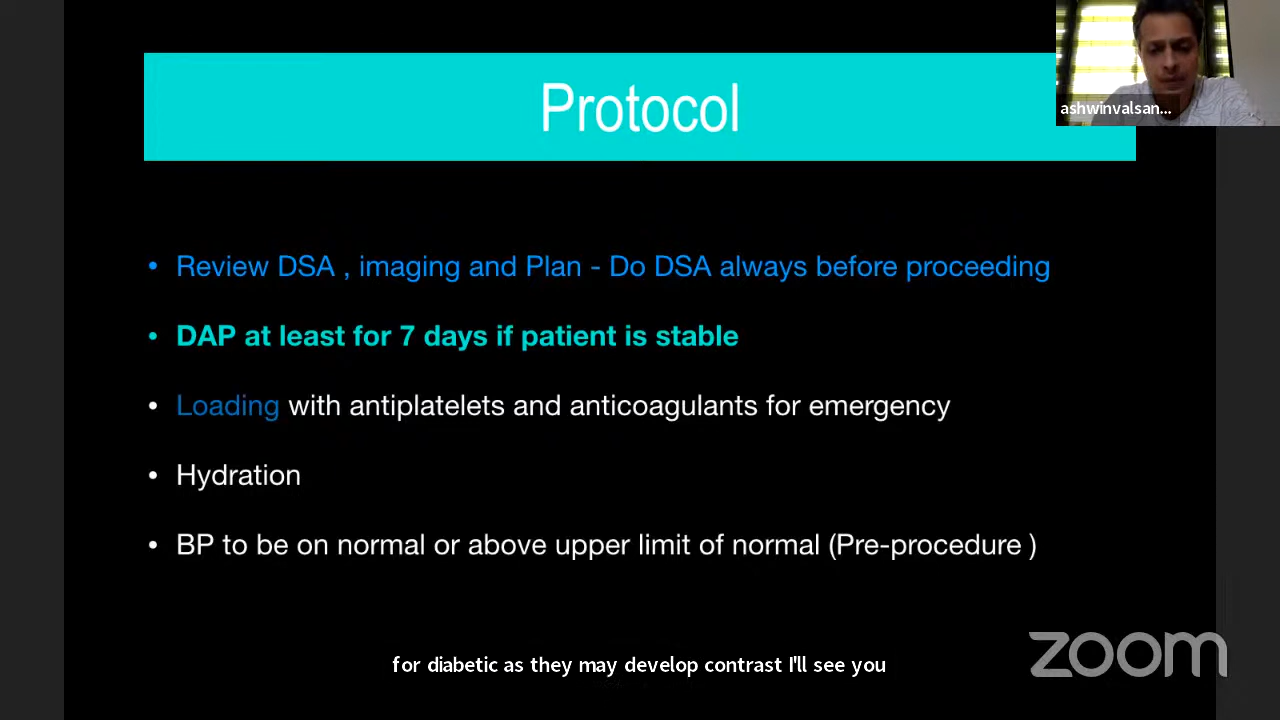 Protocol
ashwinvalsan...
• Review DSA , imaging and Plan - Do DSA always before proceeding
• DAP at least for 7 days if patient is stable
• Loading with antiplatelets and anticoagulants for emergency
• Hydration
• BP to be on normal or above upper limit of normal (Pre-procedure )
for diabetic as they may develop contrast I'll see you
zoom